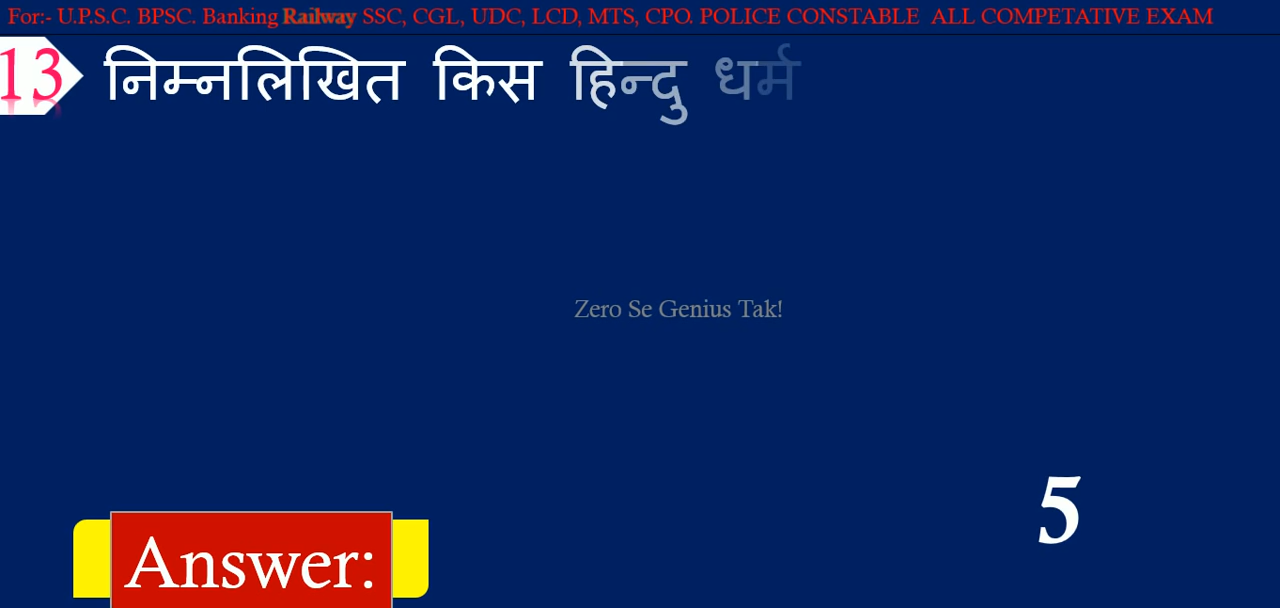 For:- U.P.S.C. BPSC. Banking Railway SSC, CGL, UDC, LCD, MTS, CPO. POLICE CONSTABLE ALL COMPETATIVE EXAM
13 निम्नलिखित किस हिन्दु धर्म
Zero Se Genius Tak!
5
Answer: